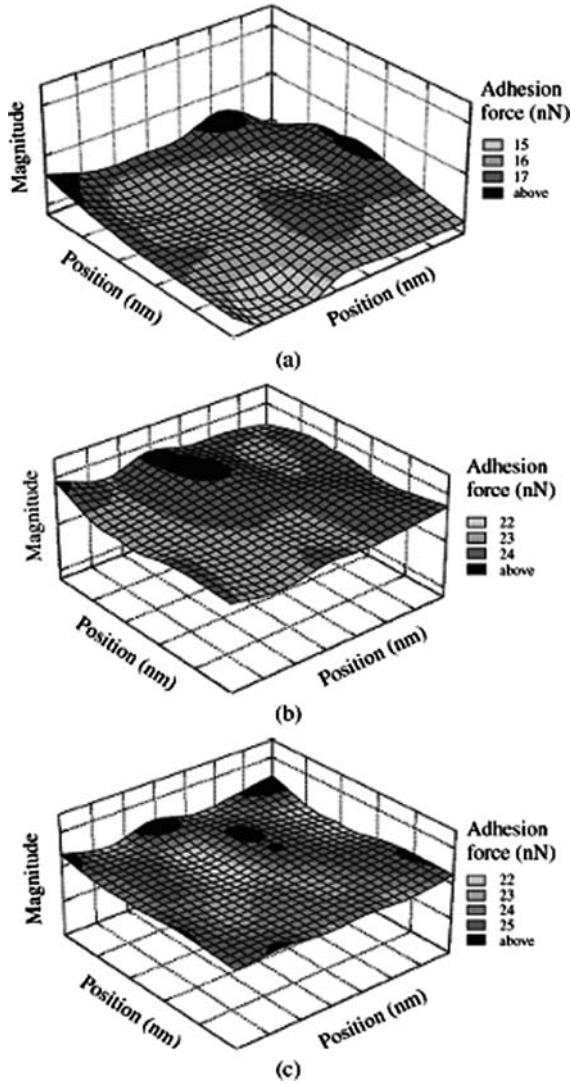 Adhesion
force (nN)
15
16
17
above
Magnitude
Position (nm)
Position (nm)
(a)
Adhesion
force (nN)
22
23
24
above
Magnitude
Position (nm)
Position (nm)
(b)
Adhesion
force (nN)
22
23
24
25
above
Magnitude
Position (nm)
Position (nm)
(c)